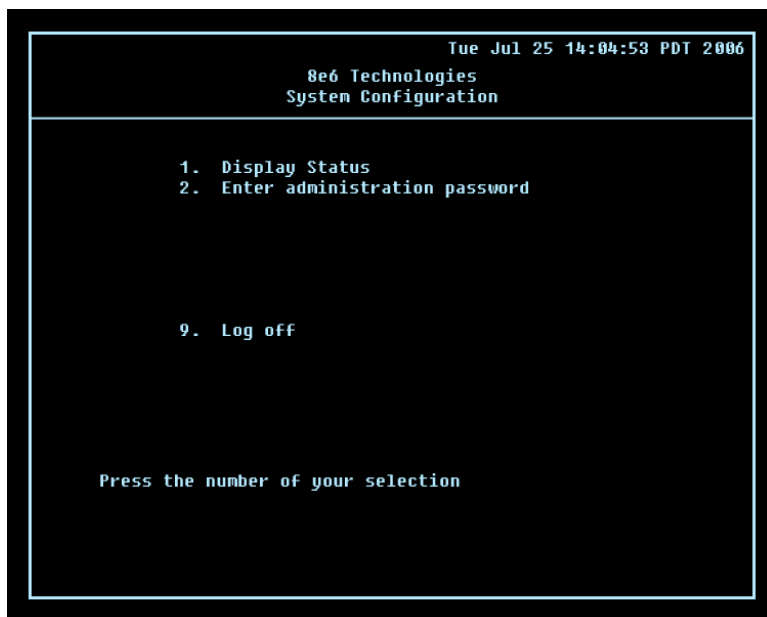 Tue Jul 25 14:04:53 PDT 2006
8e6 Technologies
System Configuration
1. Display Status
2. Enter administration password
9. Log off
Press the number of your selection